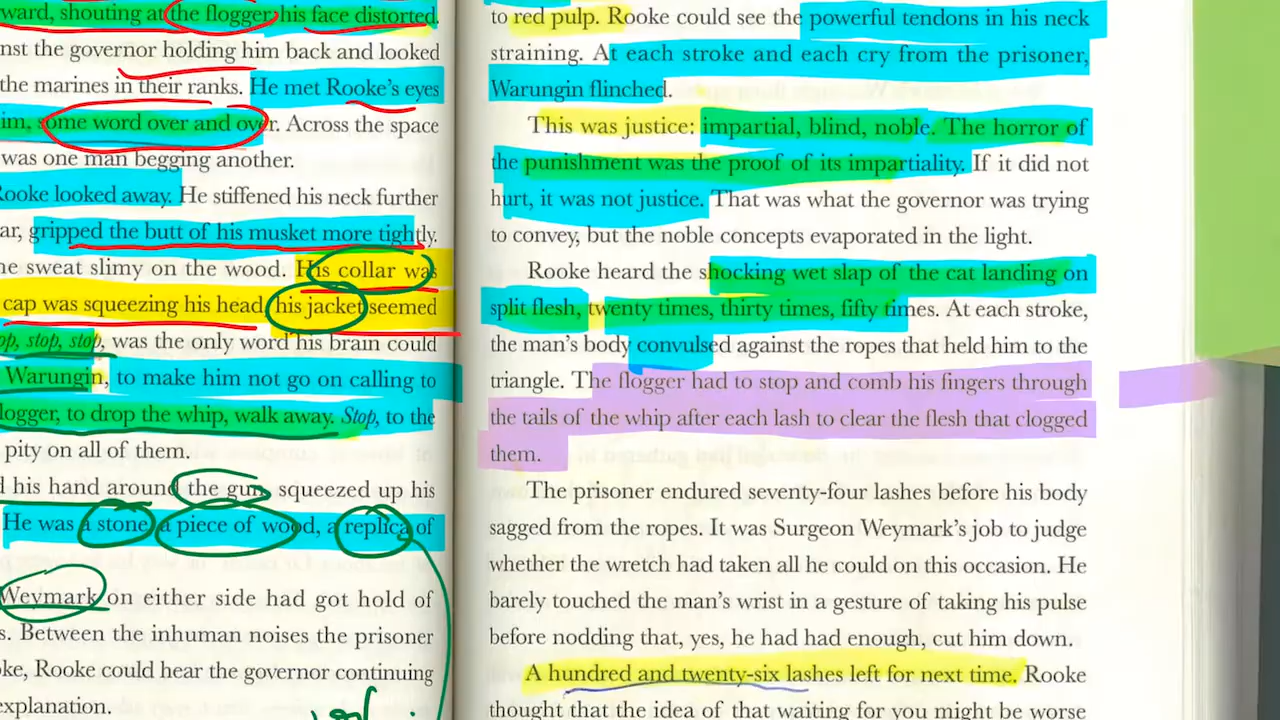 ward, shouting at the flogger, his face distorted.
nst the governor holding him back and looked
the marines in their ranks. He met Rooke's eyes
im, some word over and over. Across the space
was one man begging another.
Rooke looked away. He stiffened his neck further
ar, gripped the butt of his musket more tightly.
he sweat slimy on the wood. His collar was
cap was squeezing his head, his jacket seemed
op, stop, stop, was the only word his brain could
Warungin, to make him not go on calling to
logger, to drop the whip, walk away. Stop, to the
pity on all of them.
d his hand around the gun, squeezed up his
He was a stone, a piece of wood, a replica of
Weymark on either side had got hold of
s. Between the inhuman noises the prisoner
ke, Rooke could hear the governor continuing
explanation.
to red pulp. Rooke could see the powerful tendons in his neck
straining. At each stroke and each cry from the prisoner,
Warungin flinched.
This was justice: impartial, blind, noble. The horror of
the punishment was the proof of its impartiality. If it did not
hurt, it was not justice. That was what the governor was trying
to convey, but the noble concepts evaporated in the light.
Rooke heard the shocking wet slap of the cat landing on
split flesh, twenty times, thirty times, fifty times. At each stroke,
the man's body convulsed against the ropes that held him to the
triangle. The flogger had to stop and comb his fingers through
the tails of the whip after each lash to clear the flesh that clogged
them.
The prisoner endured seventy-four lashes before his body
sagged from the ropes. It was Surgeon Weymark's job to judge
whether the wretch had taken all he could on this occasion. He
barely touched the man's wrist in a gesture of taking his pulse
before nodding that, yes, he had had enough, cut him down.
A hundred and twenty-six lashes left for next time. Rooke
thought that the idea of that waiting for you might be worse